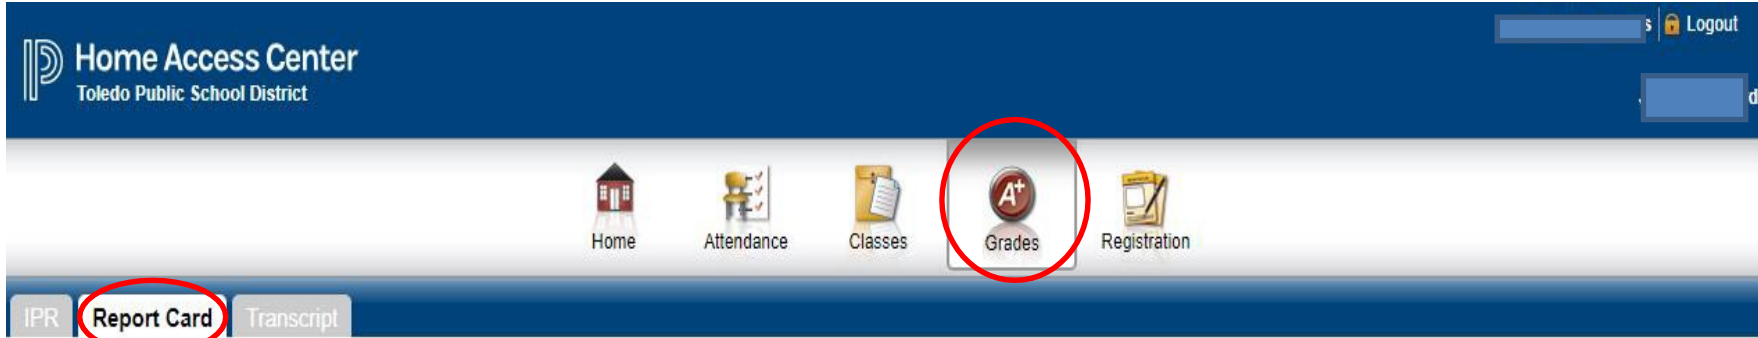 s Logout
Home Access Center
Toledo Public School District
d
A+
Home Attendance Classes Grades Registration
IPR Report Card Transcript